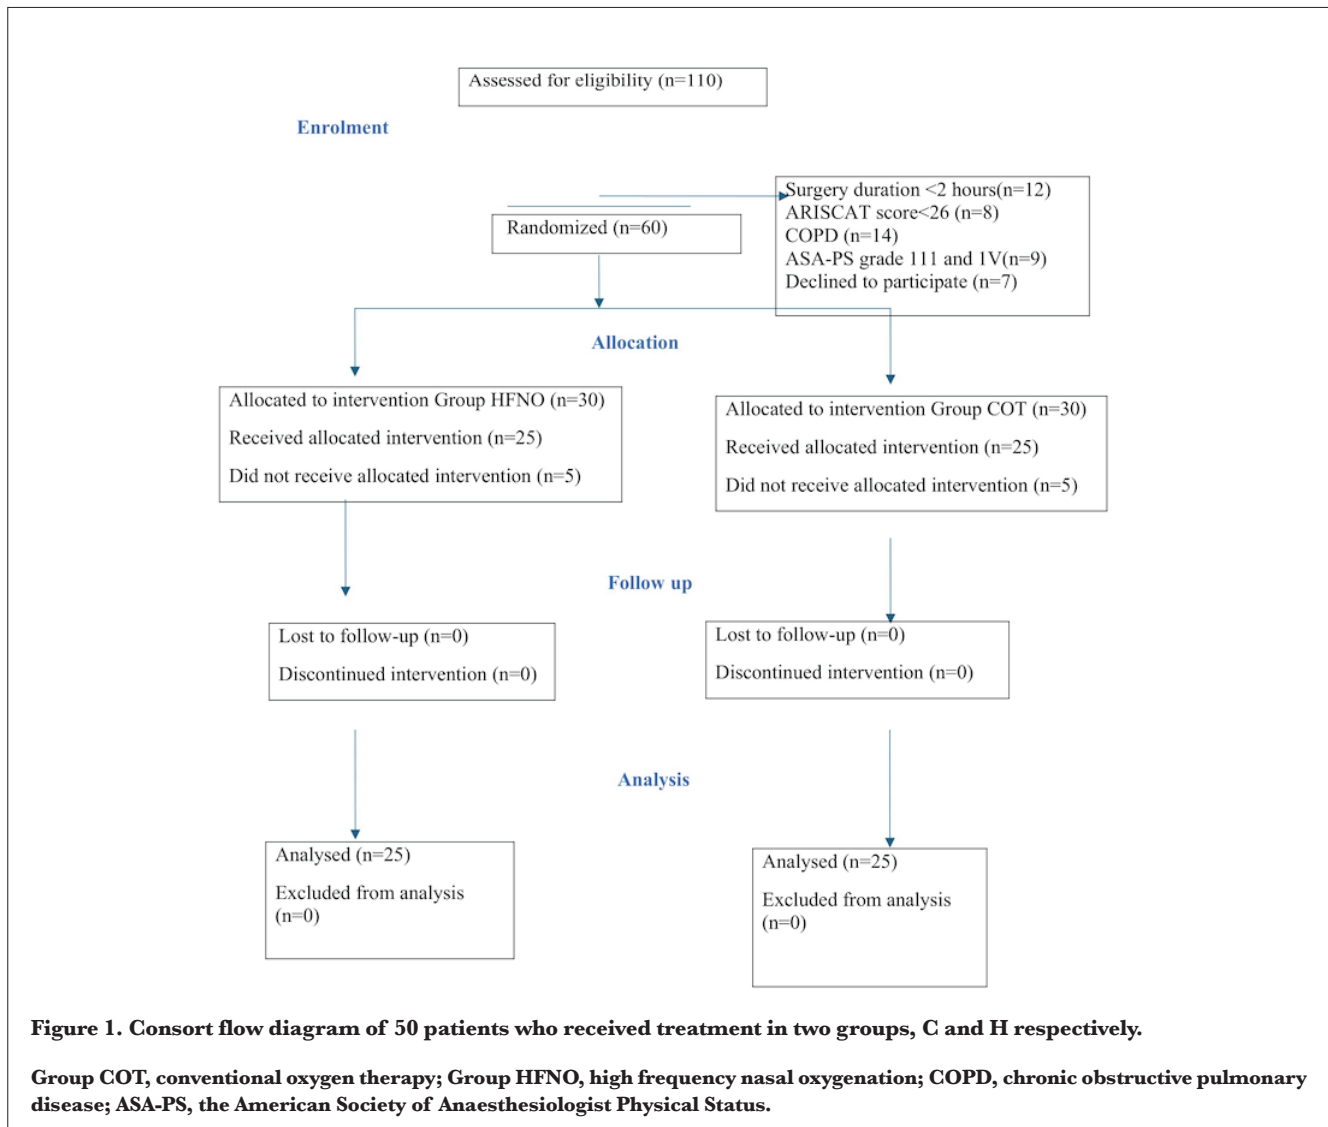 Assessed for eligibility (n=110)
Enrolment
Surgery duration <2 hours(n=12)
ARISCAT score<26 (n=8)
COPD (n=14)
ASA-PS grade 111 and 1V(n=9)
Declined to participate (n=7)
Randomized (n=60)
Allocation
Allocated to intervention Group HFNO (n=30)
Received allocated intervention (n=25)
Did not receive allocated intervention (n=5)
Allocated to intervention Group COT (n=30)
Received allocated intervention (n=25)
Did not receive allocated intervention (n=5)
Follow up
Lost to follow-up (n=0)
Discontinued intervention (n=0)
Lost to follow-up (n=0)
Discontinued intervention (n=0)
Analysis
Analysed (n=25)
Excluded from analysis
(n=0)
Analysed (n=25)
Excluded from analysis
(n=0)
Figure 1. Consort flow diagram of 50 patients who received treatment in two groups, C and H respectively.
Group COT, conventional oxygen therapy; Group HFNO, high frequency nasal oxygenation; COPD, chronic obstructive pulmonary
disease; ASA-PS, the American Society of Anaesthesiologist Physical Status.